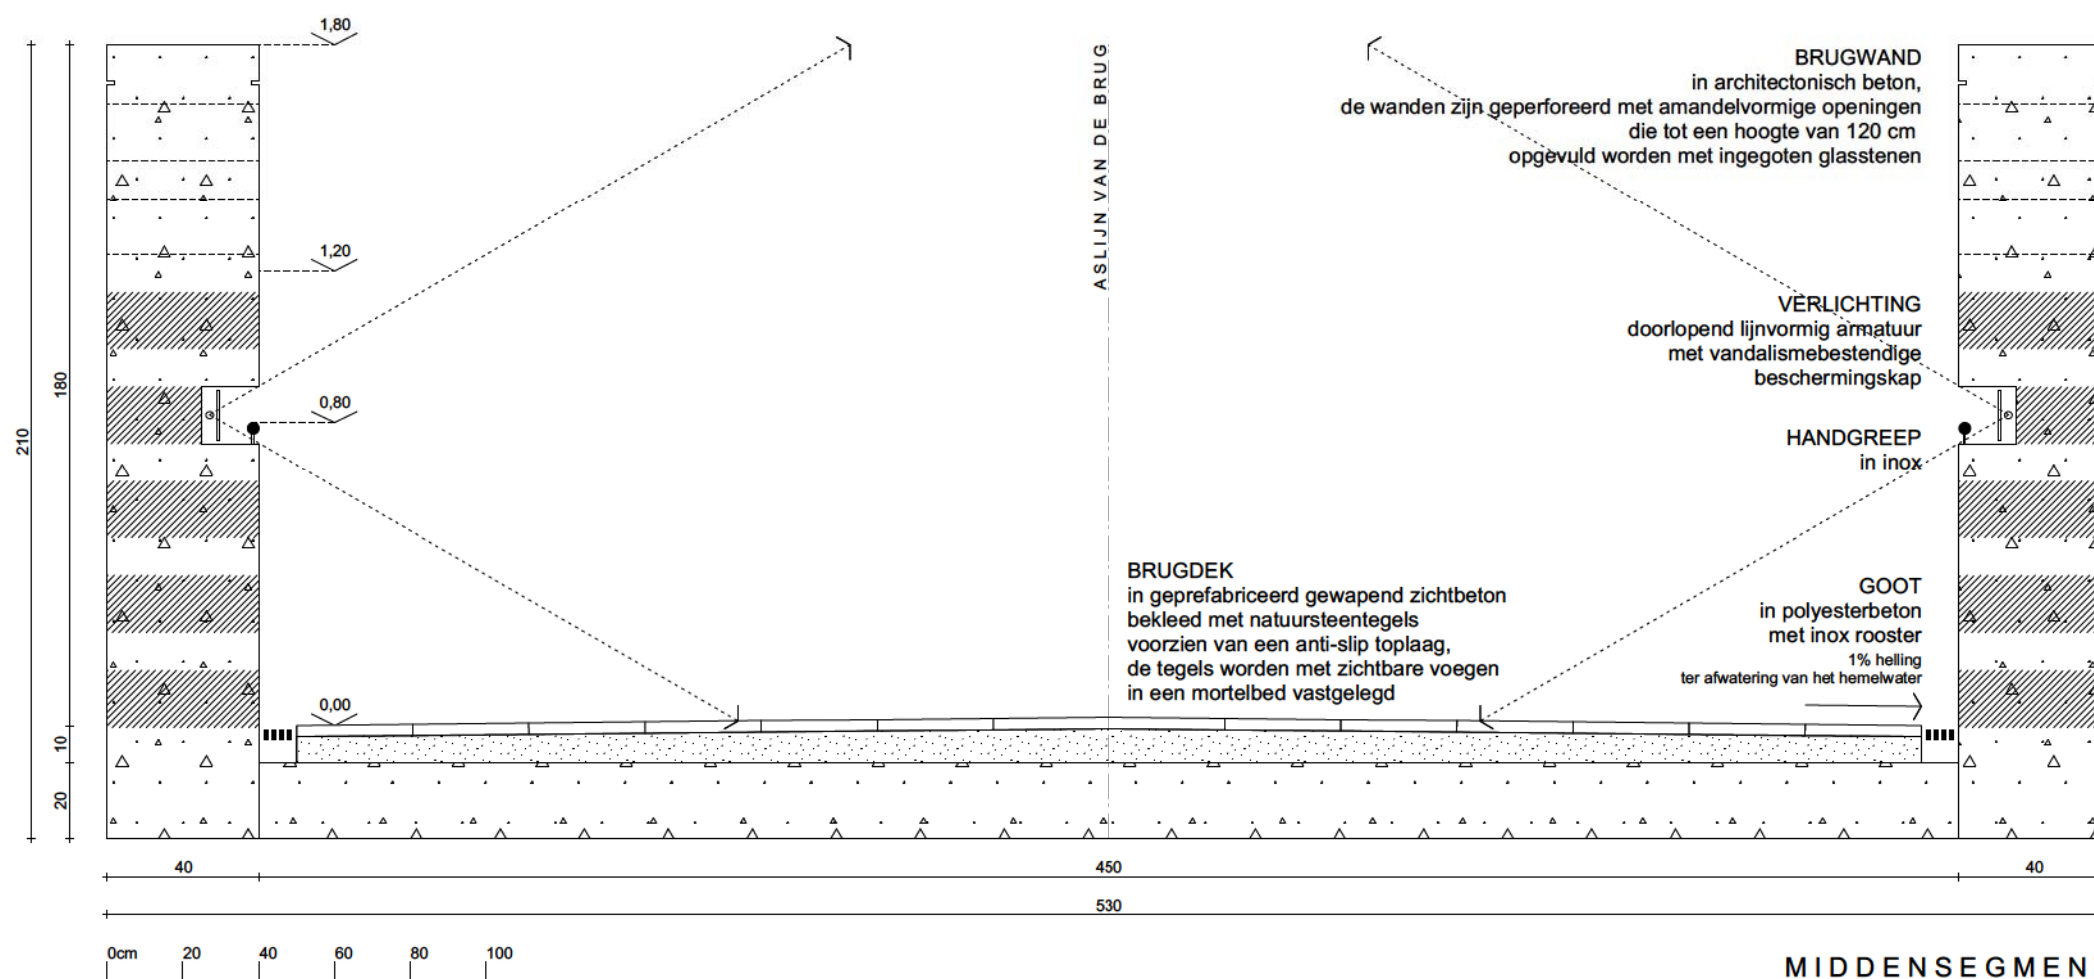 1,80
BRUGWAND
in architectonisch beton,
de wanden zijn geperforeerd met amandelvormige openingen
die tot een hoogte van 120 cm
opgevuld worden met ingegoten glasstenen
ASLIJN VAN DE BRUG
1,20
VERLICHTING
doorlopend lijnvormig armatuur
met vandalismebestendige
beschermingskap
180
0,80
210
HANDGREEP
in inox
BRUGDEK
in geprefabriceerd gewapend zichtbeton
bekleed met natuursteentegels
voorzien van een anti-slip toplaag,
de tegels worden met zichtbare voegen
in een mortelbed vastgelegd
GOOT
in polyesterbeton
met inox rooster
1% helling
ter afwatering van het hemelwater
0,00
10
20
40 450 40
530
0cm 20 40 60 80 100
MIDDENSEGMEN